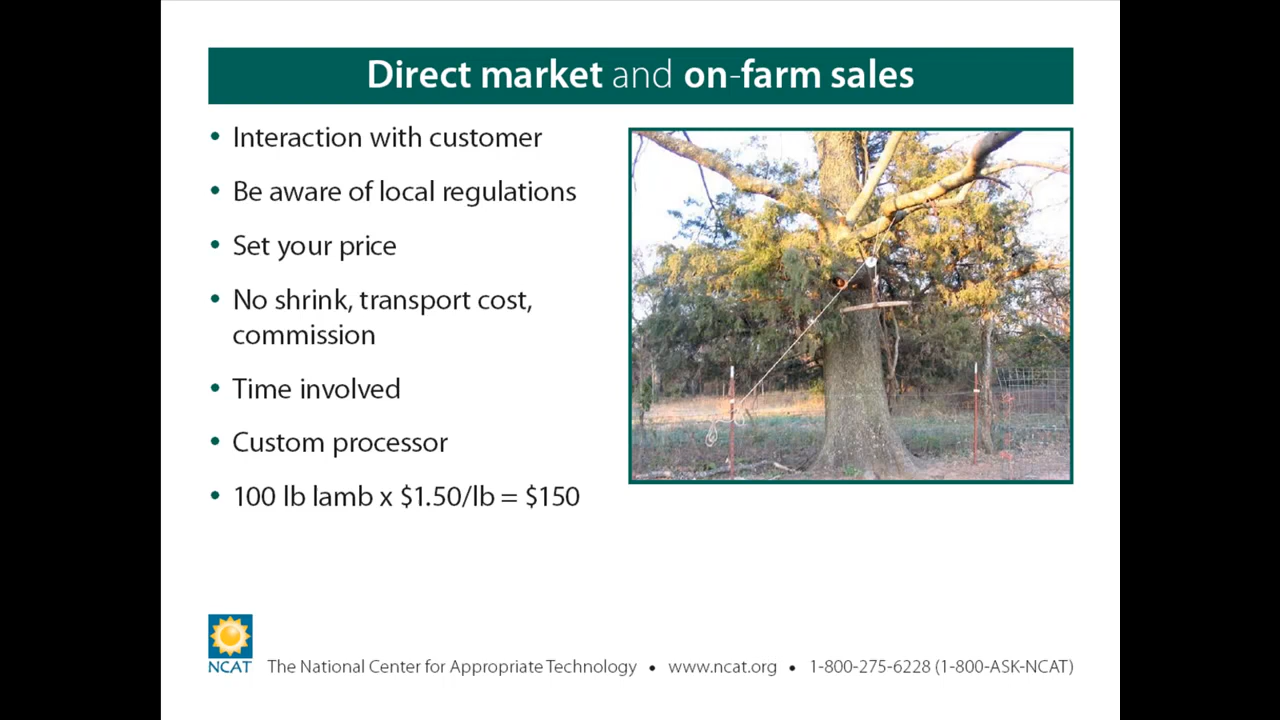 Direct market and on-farm sales
• Interaction with customer
• Be aware of local regulations
• Set your price
• No shrink, transport cost,
commission
• Time involved
• Custom processor
• 100 lb lamb x $1.50/lb = $150
NCAT
The National Center for Appropriate Technology • www.ncat.org • 1-800-275-6228 (1-800-ASK-NCAT)